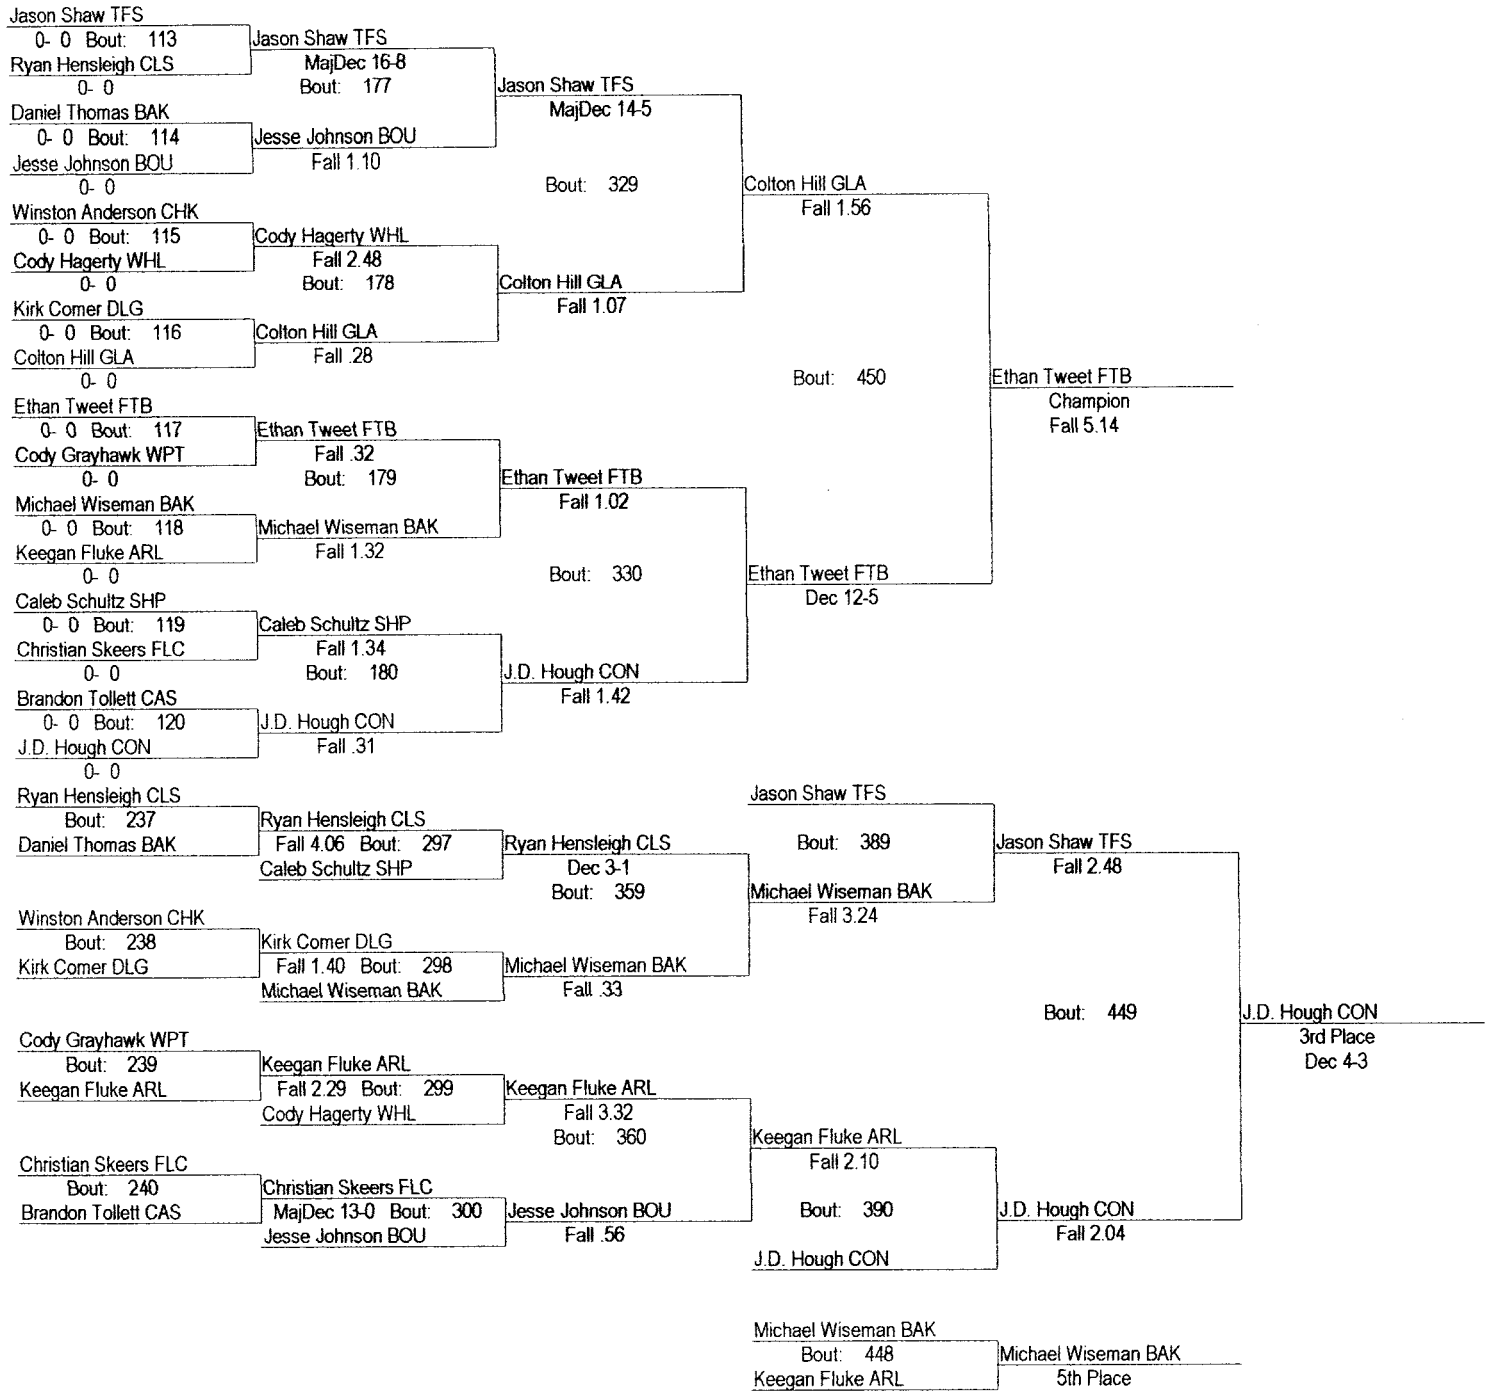 Jason Shaw TFS
0- 0 Bout: 113
Ryan Hensleigh CLS
0- 0
Daniel Thomas BAK
0- 0 Bout: 114
Jesse Johnson BOU
0- 0
Winston Anderson CHK
0- 0 Bout: 115
Cody Hagerty WHL
0- 0
Kirk Comer DLG
0- 0 Bout: 116
Colton Hill GLA
0- 0
Ethan Tweet FTB
0- 0 Bout: 117
Cody Grayhawk WPT
0- 0
Michael Wiseman BAK
0- 0 Bout: 118
Keegan Fluke ARL
0- 0
Caleb Schultz SHP
0- 0 Bout: 119
Christian Skeers FLC
0- 0
Brandon Tollett CAS
0- 0 Bout: 120
J.D. Hough CON
0- 0
Jason Shaw TFS
MajDec 16-8
Bout: 177
Jesse Johnson BOU
Fall 1.10
Cody Hagerty WHL
Fall 2.48
Bout: 178
Colton Hill GLA
Fall .28
Ethan Tweet FTB
Fall .32
Bout: 179
Michael Wiseman BAK
Fall 1.32
Caleb Schultz SHP
Fall 1.34
Bout: 180
J.D. Hough CON
Fall .31
Jason Shaw TFS
MajDec 14-5
Bout: 329
Colton Hill GLA
Fall 1.07
Ethan Tweet FTB
Fall 1.02
Bout: 330
J.D. Hough CON
Fall 1.42
Colton Hill GLA
Fall 1.56
Bout: 450
Ethan Tweet FTB
Dec 12-5
Ethan Tweet FTB
Champion
Fall 5.14
Ryan Hensleigh CLS
Bout: 237
Daniel Thomas BAK
Winston Anderson CHK
Bout: 238
Kirk Comer DLG
Cody Grayhawk WPT
Bout: 239
Keegan Fluke ARL
Christian Skeers FLC
Bout: 240
Brandon Tollett CAS
Ryan Hensleigh CLS
Fall 4.06 Bout: 297
Caleb Schultz SHP
Kirk Comer DLG
Fall 1.40 Bout: 298
Michael Wiseman BAK
Keegan Fluke ARL
Fall 2.29 Bout: 299
Cody Hagerty WHL
Christian Skeers FLC
MajDec 13-0 Bout: 300
Jesse Johnson BOU
Ryan Hensleigh CLS
Dec 3-1
Bout: 359
Michael Wiseman BAK
Fall .33
Keegan Fluke ARL
Fall 3.32
Bout: 360
Jesse Johnson BOU
Fall .56
Jason Shaw TFS
Bout: 389
Michael Wiseman BAK
Fall 3.24
Keegan Fluke ARL
Fall 2.10
Bout: 390
J.D. Hough CON
Jason Shaw TFS
Fall 2.48
Bout: 449
J.D. Hough CON
Fall 2.04
J.D. Hough CON
3rd Place
Dec 4-3
Michael Wiseman BAK
Bout: 448
Keegan Fluke ARL
Michael Wiseman BAK
5th Place